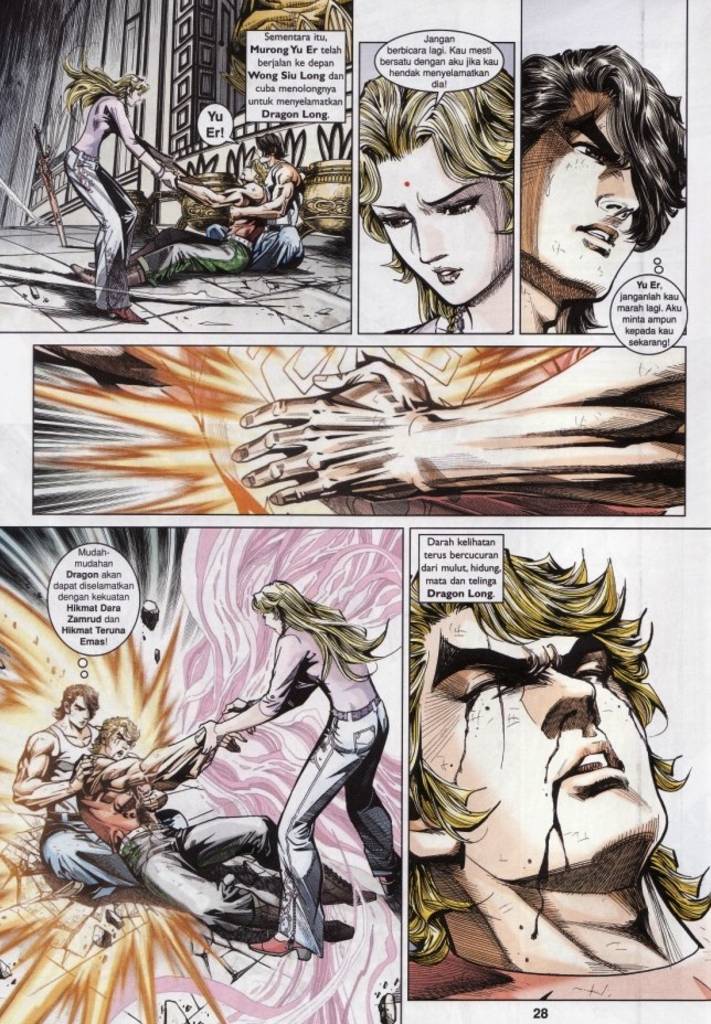 Sementara itu,
Murong Yu Er telah
berjalan ke depan
Wong Siu Long dan
cuba menolongnya
untuk menyelamatkan
Dragon Long.
Yu
Er!
Jangan
berbicara lagi. Kau mesti
bersatu dengan aku jika kau
hendak menyelamatkan
dia!
Yu Er,
janganlah kau
marah lagi. Aku
minta ampun
kepada kau
sekarang!
Mudah-
mudahan
Dragon akan
dapat diselamatkan
dengan kekuatan
Hikmat Dara
Zamrud dan
Hikmat Teruna
Emas!
Darah kelihatan
terus bercucuran
dari mulut, hidung,
mata dan telinga
Dragon Long.
28